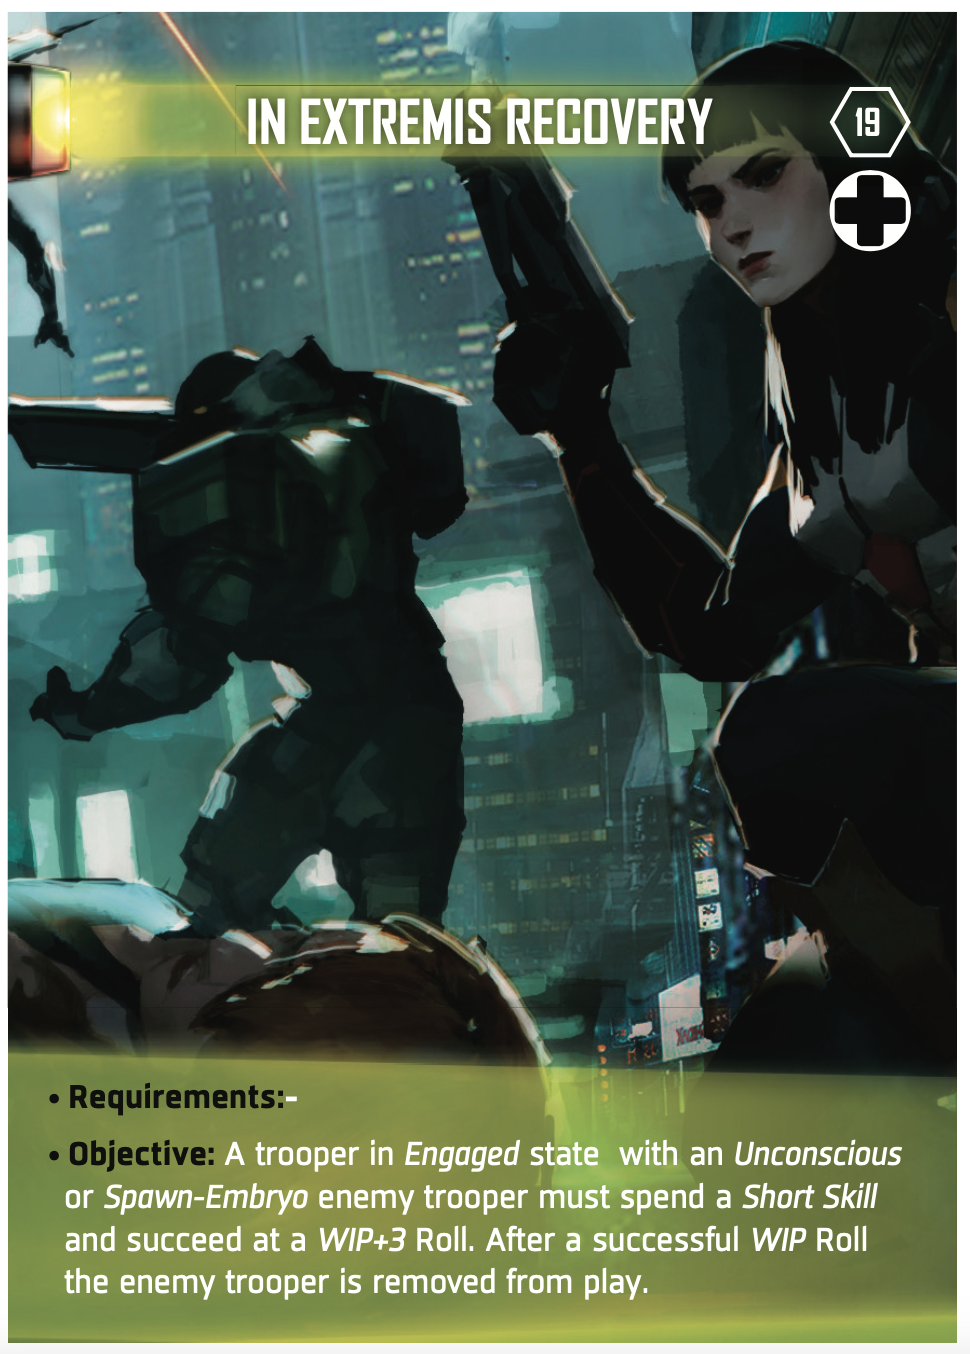 IN EXTREMIS RECOVERY
19
• Requirements:-
• Objective: A trooper in Engaged state with an Unconscious
or Spawn-Embryo enemy trooper must spend a Short Skill
and succeed at a WIP+3 Roll. After a successful WIP Roll
the enemy trooper is removed from play.